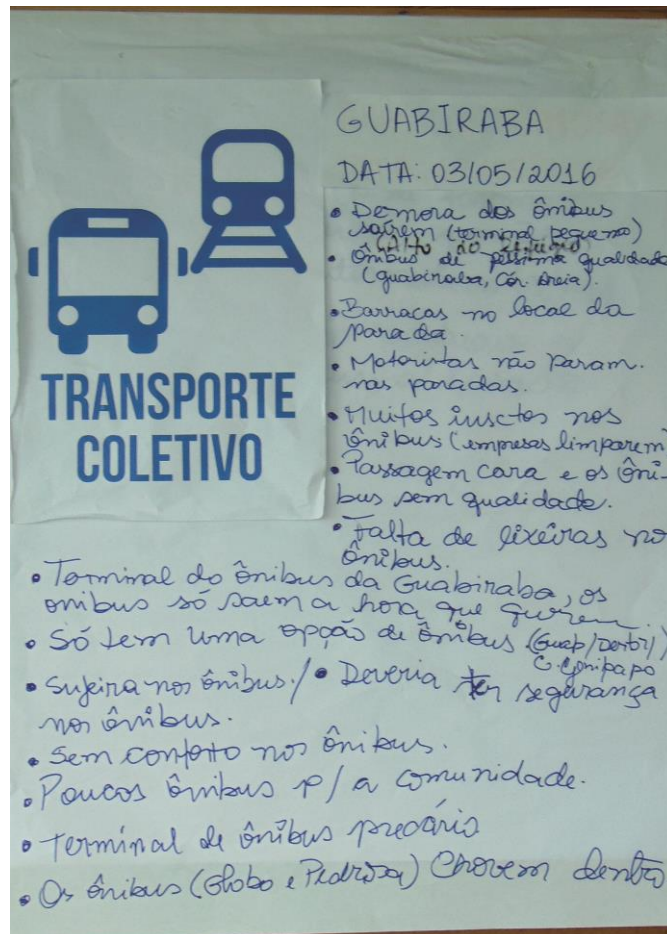 GUABIRABA
DATA: 03/05/2016
TRANSPORTE
COLETIVO
• Demora dos ônibus
saírem (terminal pequeno)
• ônibus de péssima qualidade
(guabiraba, Cór. Areia).
• Barracas no local da
parada.
• Motoristas não param.
nas paradas.
• Muitos insctos nos
ônibus (empresas limparem)
• Passagem cara e os ôni-
bus sem qualidade.
• Falta de lixeiras no
ônibus.
• Terminal do ônibus da Guabiraba, os
onibus só saem a hora que querem.
• Só tem uma opção de ônibus (Guab/
• Sujeira nos ônibus./ • Deveria ter segurança
nos ônibus.
• Sem conforto nos ônibus.
• Poucos ônibus p/ a comunidade.
• Terminal de ônibus precário
• Os ônibus (Globo e Pedrosa) Chovem dentro